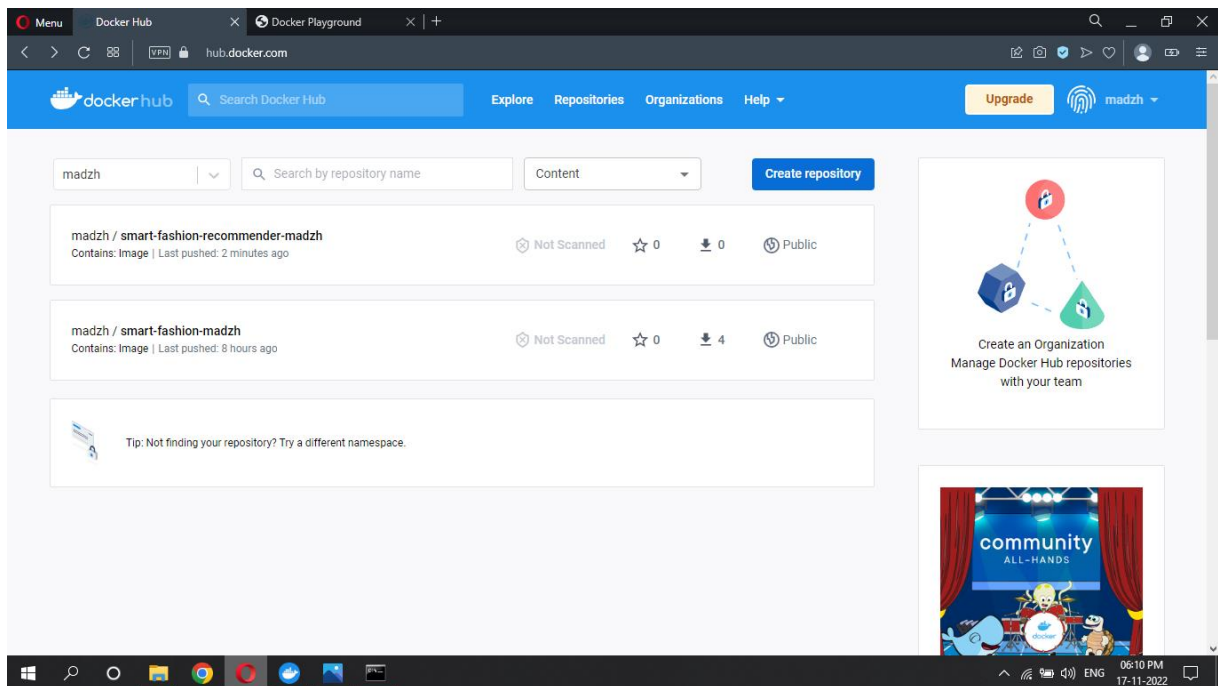 Menu
Docker Hub
Docker Playground
VPN
hub.docker.com
docker hub
Search Docker Hub
Explore Repositories Organizations Help
Upgrade
madzh
madzh
Search by repository name
Content
Create repository
madzh / smart-fashion-recommender-madzh
Contains: Image | Last pushed: 2 minutes ago
Not Scanned 0 0 Public
madzh / smart-fashion-madzh
Contains: Image | Last pushed: 8 hours ago
Not Scanned 0 4 Public
Tip: Not finding your repository? Try a different namespace.
Create an Organization
Manage Docker Hub repositories
with your team
community
ALL-HANDS
docker
ENG
06:10 PM
17-11-2022